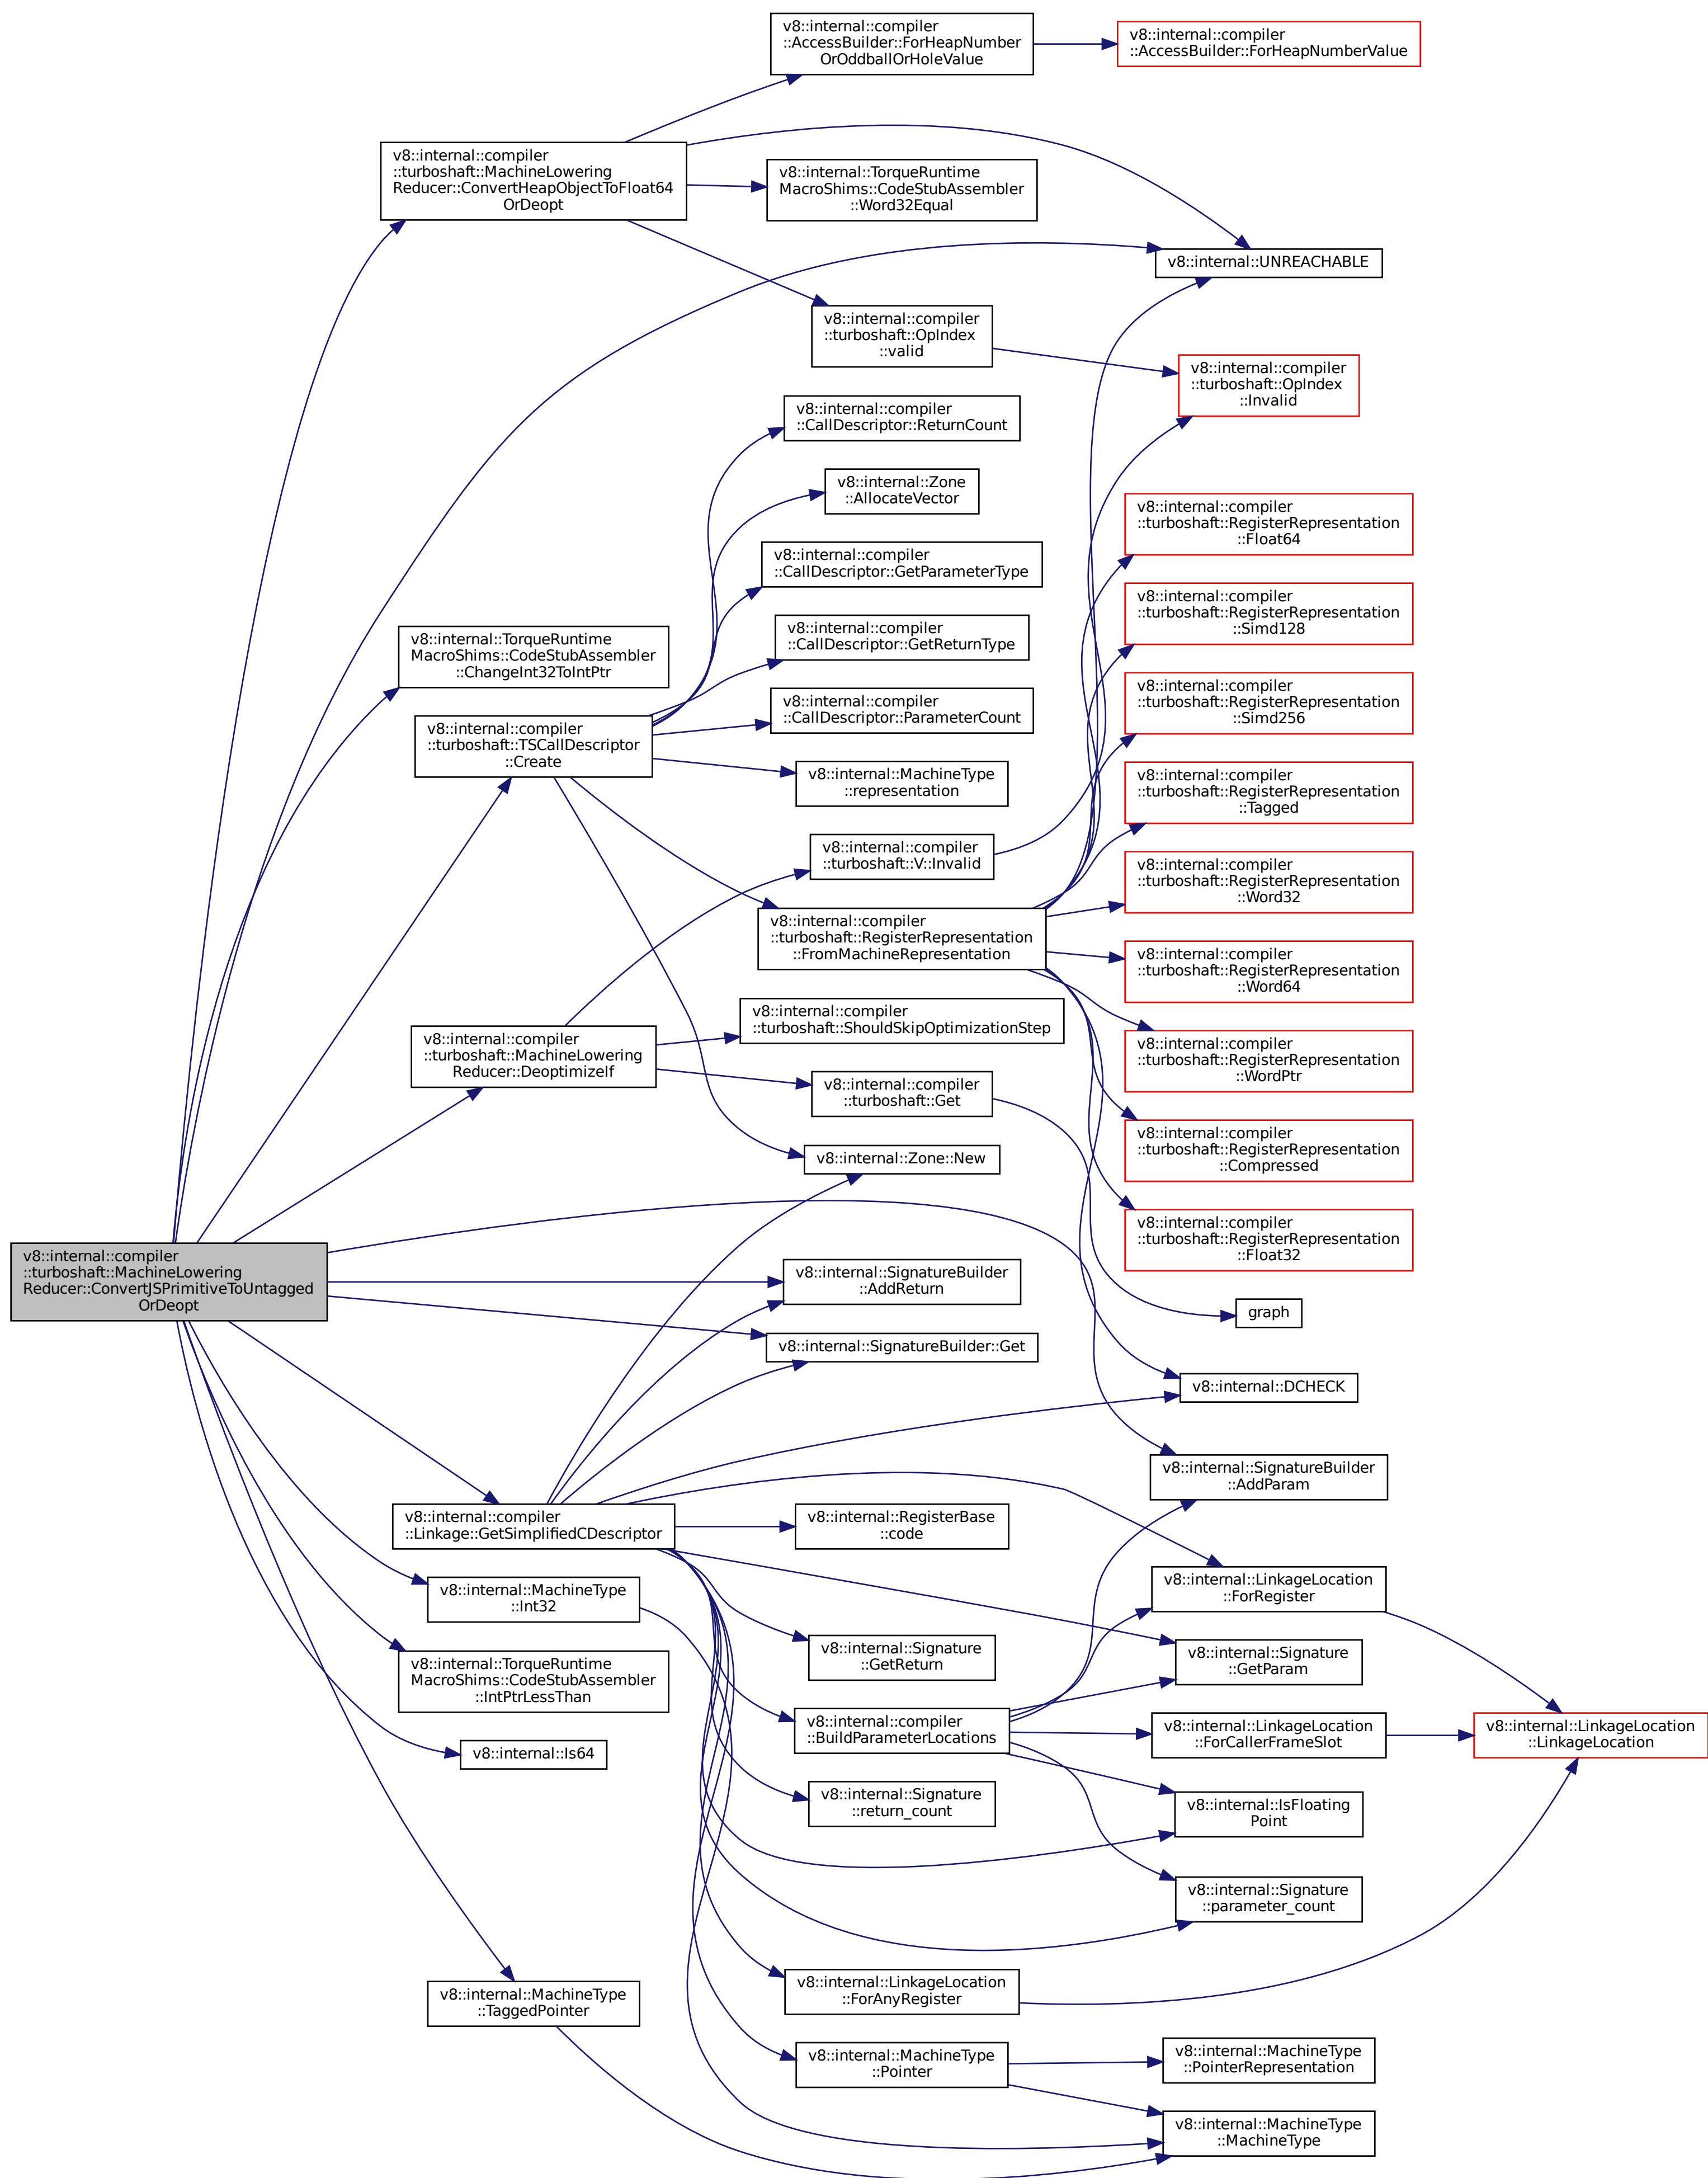 v8::internal::compiler
::AccessBuilder::ForHeapNumber
OrOddballOrHoleValue
v8::internal::compiler
::AccessBuilder::ForHeapNumberValue
v8::internal::compiler
::turboshaft::MachineLowering
Reducer::ConvertHeapObjectToFloat64
OrDeopt
v8::internal::TorqueRuntime
MacroShims::CodeStubAssembler
::Word32Equal
v8::internal::UNREACHABLE
v8::internal::compiler
::turboshaft::OpIndex
::valid
v8::internal::compiler
::turboshaft::OpIndex
::Invalid
v8::internal::compiler
::CallDescriptor::ReturnCount
v8::internal::Zone
::AllocateVector
v8::internal::compiler
::turboshaft::RegisterRepresentation
::Float64
v8::internal::compiler
::CallDescriptor::GetParameterType
v8::internal::compiler
::turboshaft::RegisterRepresentation
::Simd128
v8::internal::TorqueRuntime
MacroShims::CodeStubAssembler
::ChangeInt32ToIntPtr
v8::internal::compiler
::CallDescriptor::GetReturnType
v8::internal::compiler
::turboshaft::RegisterRepresentation
::Simd256
v8::internal::compiler
::turboshaft::TSCallDescriptor
::Create
v8::internal::compiler
::CallDescriptor::ParameterCount
v8::internal::MachineType
::representation
v8::internal::compiler
::turboshaft::RegisterRepresentation
::Tagged
v8::internal::compiler
::turboshaft::V::Invalid
v8::internal::compiler
::turboshaft::RegisterRepresentation
::Word32
v8::internal::compiler
::turboshaft::RegisterRepresentation
::FromMachineRepresentation
v8::internal::compiler
::turboshaft::RegisterRepresentation
::Word64
v8::internal::compiler
::turboshaft::MachineLowering
Reducer::DeoptimizeIf
v8::internal::compiler
::turboshaft::ShouldSkipOptimizationStep
v8::internal::compiler
::turboshaft::RegisterRepresentation
::WordPtr
v8::internal::compiler
::turboshaft::Get
v8::internal::compiler
::turboshaft::RegisterRepresentation
::Compressed
v8::internal::Zone::New
v8::internal::compiler
::turboshaft::RegisterRepresentation
::Float32
v8::internal::compiler
::turboshaft::MachineLowering
Reducer::ConvertJSPrimitiveToUntagged
OrDeopt
v8::internal::SignatureBuilder
::AddReturn
graph
v8::internal::SignatureBuilder::Get
v8::internal::DCHECK
v8::internal::SignatureBuilder
::AddParam
v8::internal::compiler
::Linkage::GetSimplifiedCDescriptor
v8::internal::RegisterBase
::code
v8::internal::LinkageLocation
::ForRegister
v8::internal::MachineType
::Int32
v8::internal::Signature
::GetReturn
v8::internal::Signature
::GetParam
v8::internal::TorqueRuntime
MacroShims::CodeStubAssembler
::IntPtrLessThan
v8::internal::compiler
::BuildParameterLocations
v8::internal::LinkageLocation
::ForCallerFrameSlot
v8::internal::LinkageLocation
::LinkageLocation
v8::internal::Is64
v8::internal::Signature
::return_count
v8::internal::IsFloating
Point
v8::internal::Signature
::parameter_count
v8::internal::MachineType
::TaggedPointer
v8::internal::LinkageLocation
::ForAnyRegister
v8::internal::MachineType
::Pointer
v8::internal::MachineType
::PointerRepresentation
v8::internal::MachineType
::MachineType